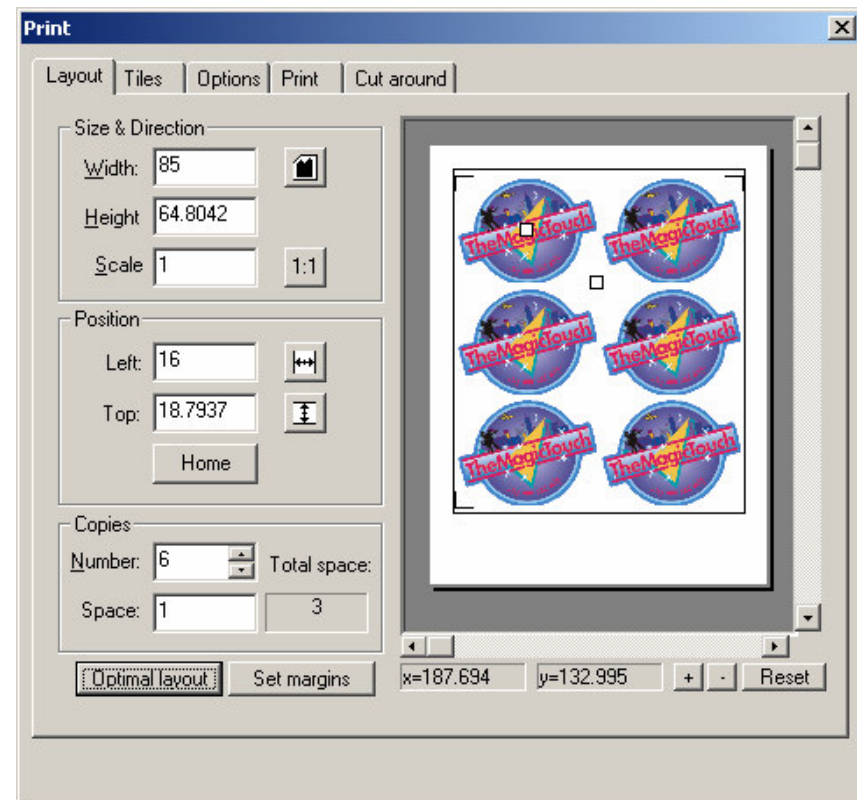 Print
Layout Tiles Options Print Cut around
Size & Direction
Width: 85
Height 64.8042
Scale 1 1:1
Position
Left: 16
Top: 18.7937
Home
Copies
Number: 6 Total space:
Space: 1 3
Optimal layout Set margins
TheMagicTouch TheMagicTouch
TheMagicTouch TheMagicTouch
TheMagicTouch TheMagicTouch
x=187.694 y=132.995 + - Reset